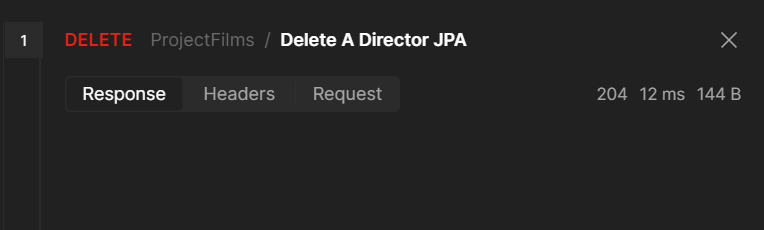 1 DELETE ProjectFilms / Delete A Director JPA
Response Headers Request 204 12 ms 144 B